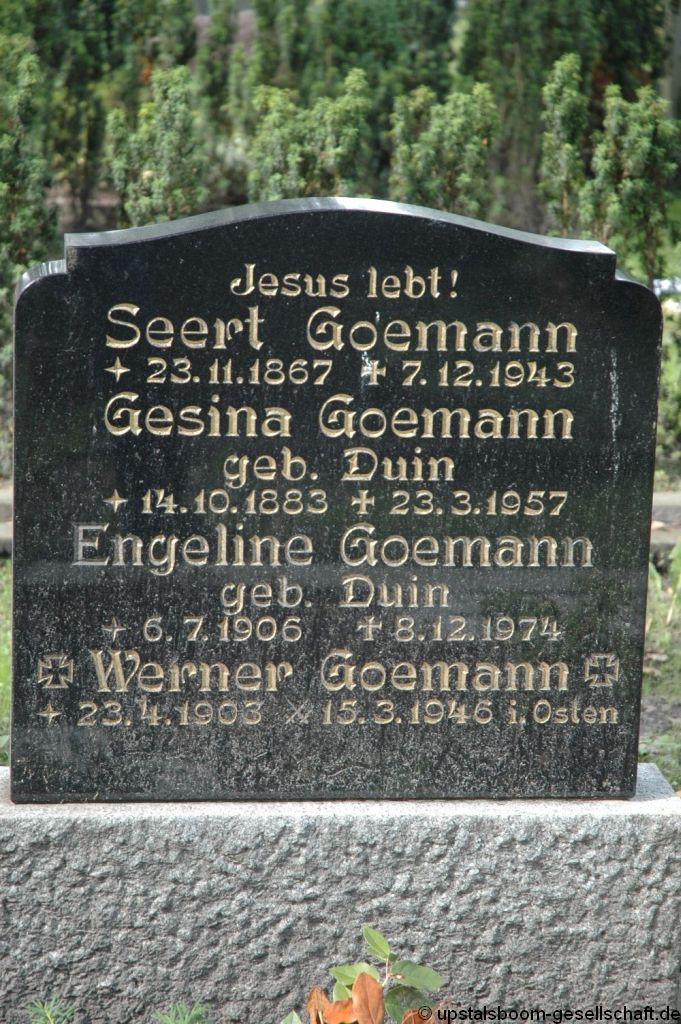 Jesus lebt!
Seert Goemann
23.11.1867 ✝ 7.12.1943
Gesina Goemann
geb. Duin
14.10.1883 ✝ 23.3.1957
Engeline Goemann
geb. Duin
6.7.1906 ✝ 8.12.1974
Werner Goemann
23.4.1903 ⚔ 15.3.1946 i. Osten
© upstalsboom-gesellschaft.de